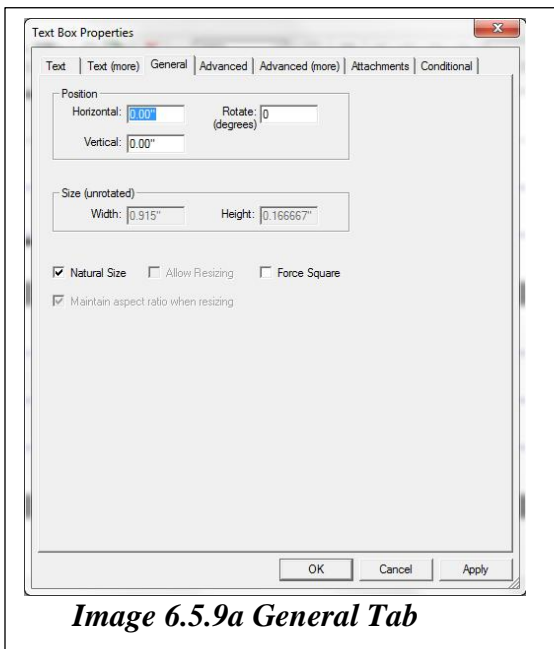 Text Box Properties
Text Text (more) General Advanced Advanced (more) Attachments Conditional
Position
Horizontal: 0.00" Rotate: 0
(degrees)
Vertical: 0.00"
Size (unrotated)
Width: 0.915" Height: 0.166667"
Natural Size Allow Resizing Force Square
Maintain aspect ratio when resizing
OK Cancel Apply
Image 6.5.9a General Tab